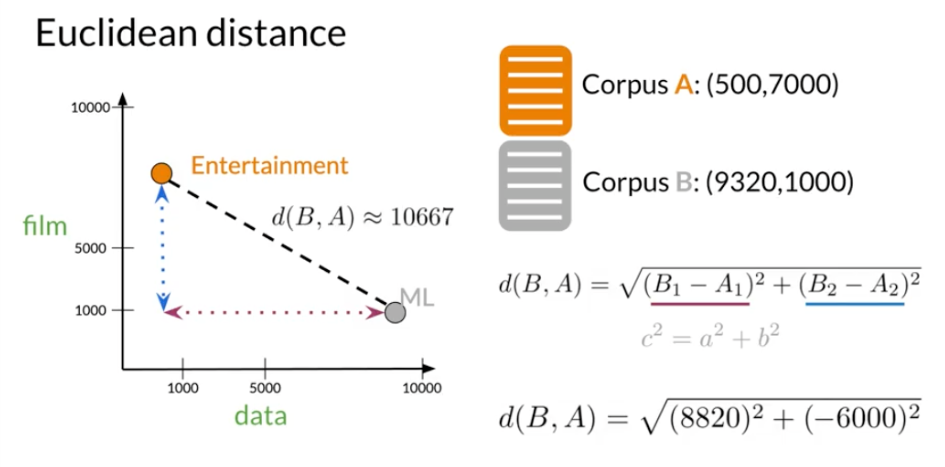 Euclidean distance
10000
Entertainment
d(B, A) ≈ 10667
film
5000
ML
1000
1000 5000 10000
data
Corpus A: (500,7000)
Corpus B: (9320,1000)
d(B, A) = √(B₁ − A₁)² + (B₂ − A₂)²
c² = a² + b²
d(B, A) = √(8820)² + (−6000)²